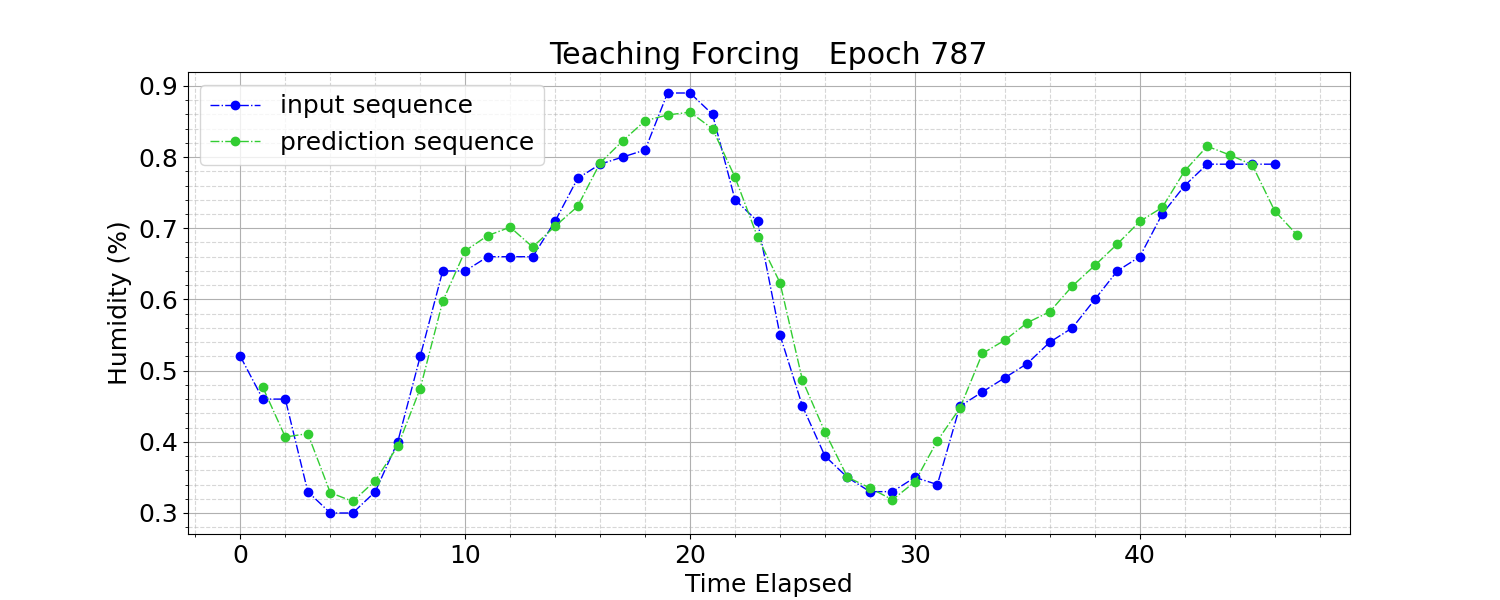 Teaching Forcing   Epoch 787
input sequence
prediction sequence
Humidity (%)
0.9
0.8
0.7
0.6
0.5
0.4
0.3
0 10 20 30 40
Time Elapsed